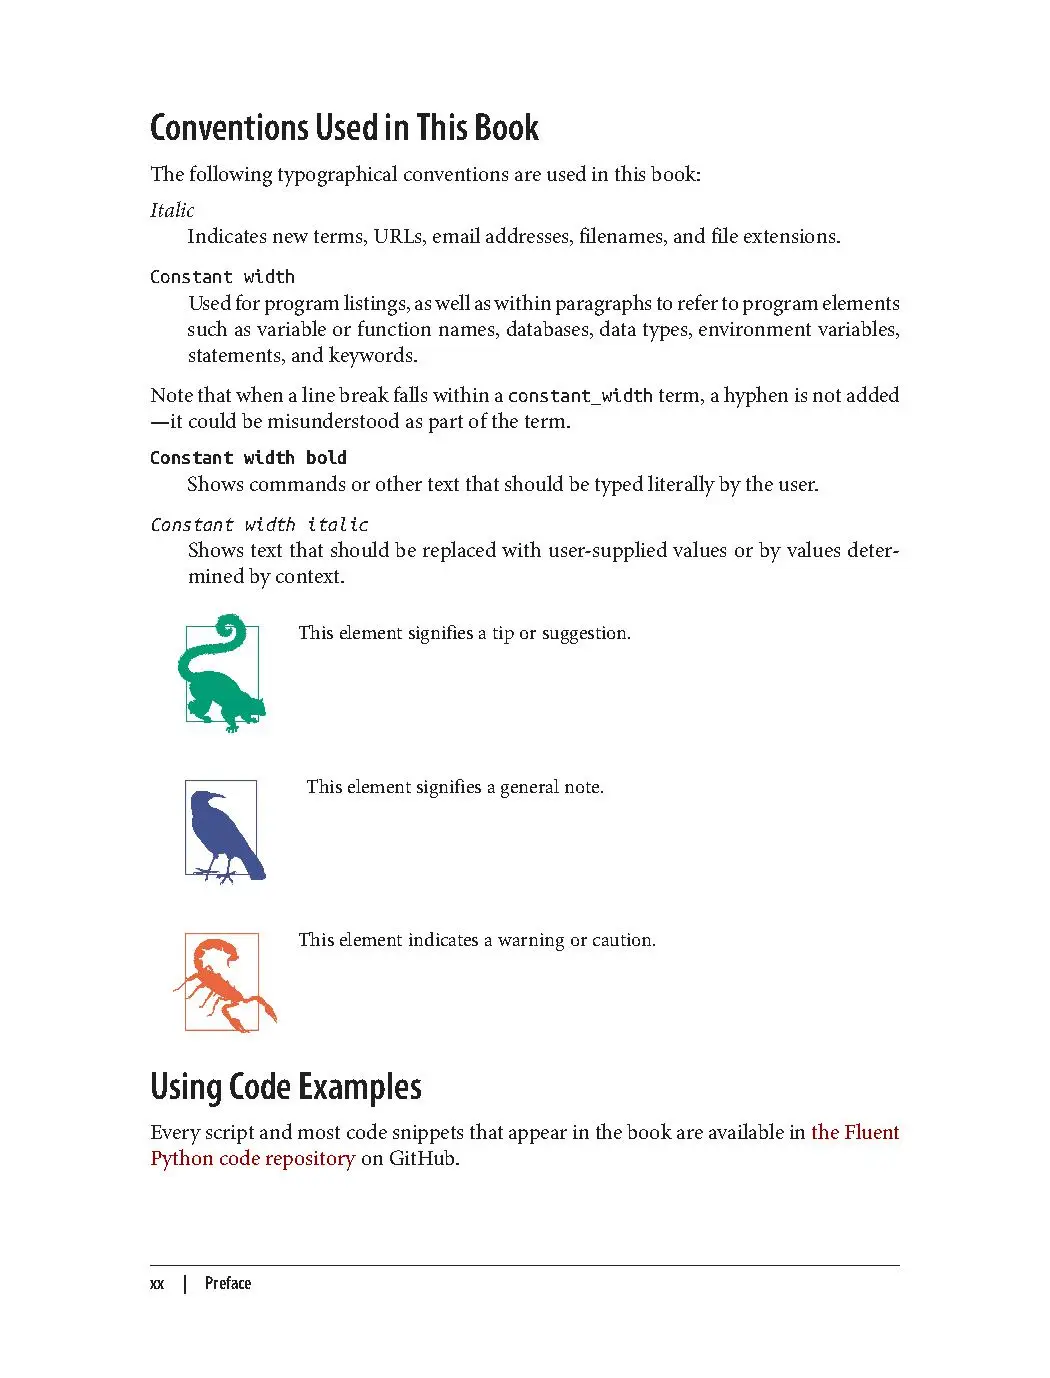 Conventions Used in This Book
The following typographical conventions are used in this book:
Italic
Indicates new terms, URLs, email addresses, filenames, and file extensions.
Constant width
Used for program listings, as well as within paragraphs to refer to program elements
such as variable or function names, databases, data types, environment variables,
statements, and keywords.
Note that when a line break falls within a constant_width term, a hyphen is not added
—it could be misunderstood as part of the term.
Constant width bold
Shows commands or other text that should be typed literally by the user.
Constant width italic
Shows text that should be replaced with user-supplied values or by values deter-
mined by context.
This element signifies a tip or suggestion.
This element signifies a general note.
This element indicates a warning or caution.
Using Code Examples
Every script and most code snippets that appear in the book are available in the Fluent
Python code repository on GitHub.
xx | Preface